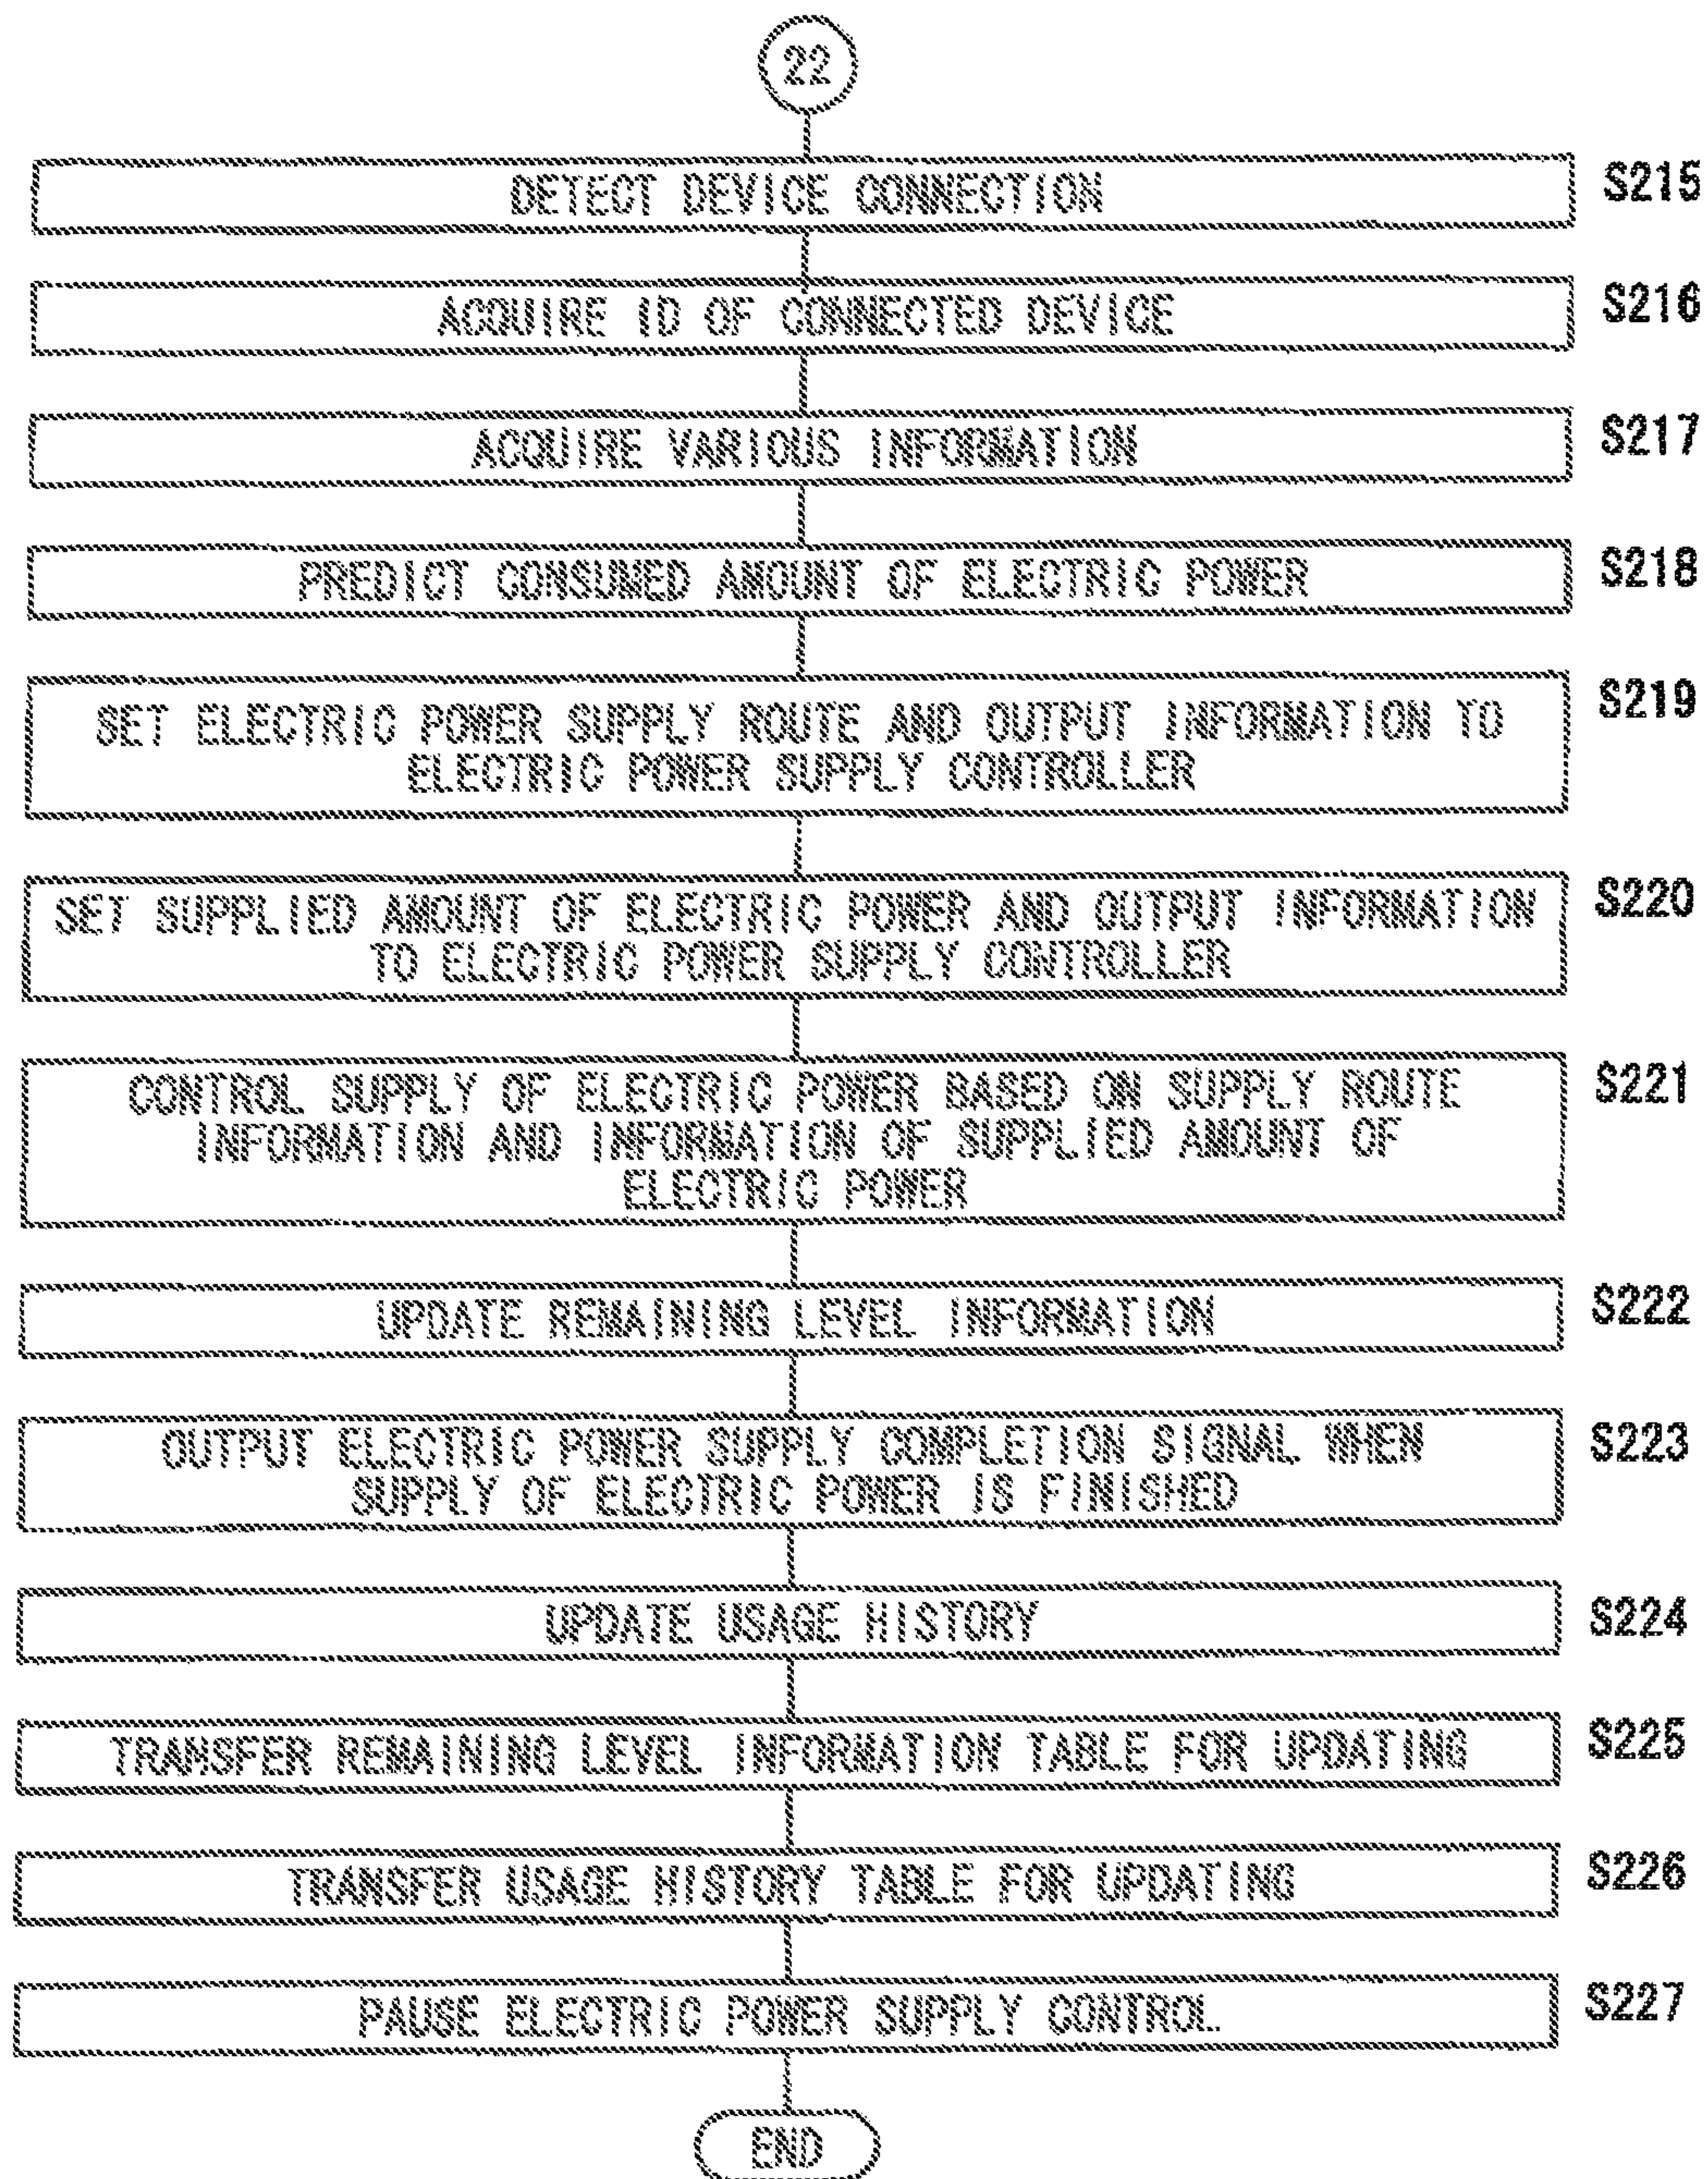 22
DETECT DEVICE CONNECTION
S215
ACQUIRE ID OF CONNECTED DEVICE
S216
ACQUIRE VARIOUS INFORMATION
S217
PREDICT CONSUMED AMOUNT OF ELECTRIC POWER
S218
SET ELECTRIC POWER SUPPLY ROUTE AND OUTPUT INFORMATION TO
ELECTRIC POWER SUPPLY CONTROLLER
S219
SET SUPPLIED AMOUNT OF ELECTRIC POWER AND OUTPUT INFORMATION
TO ELECTRIC POWER SUPPLY CONTROLLER
S220
CONTROL SUPPLY OF ELECTRIC POWER BASED ON SUPPLY ROUTE
INFORMATION AND INFORMATION OF SUPPLIED AMOUNT OF
ELECTRIC POWER
S221
UPDATE REMAINING LEVEL INFORMATION
S222
OUTPUT ELECTRIC POWER SUPPLY COMPLETION SIGNAL WHEN
SUPPLY OF ELECTRIC POWER IS FINISHED
S223
UPDATE USAGE HISTORY
S224
TRANSFER REMAINING LEVEL INFORMATION TABLE FOR UPDATING
S225
TRANSFER USAGE HISTORY TABLE FOR UPDATING
S226
PAUSE ELECTRIC POWER SUPPLY CONTROL
S227
END